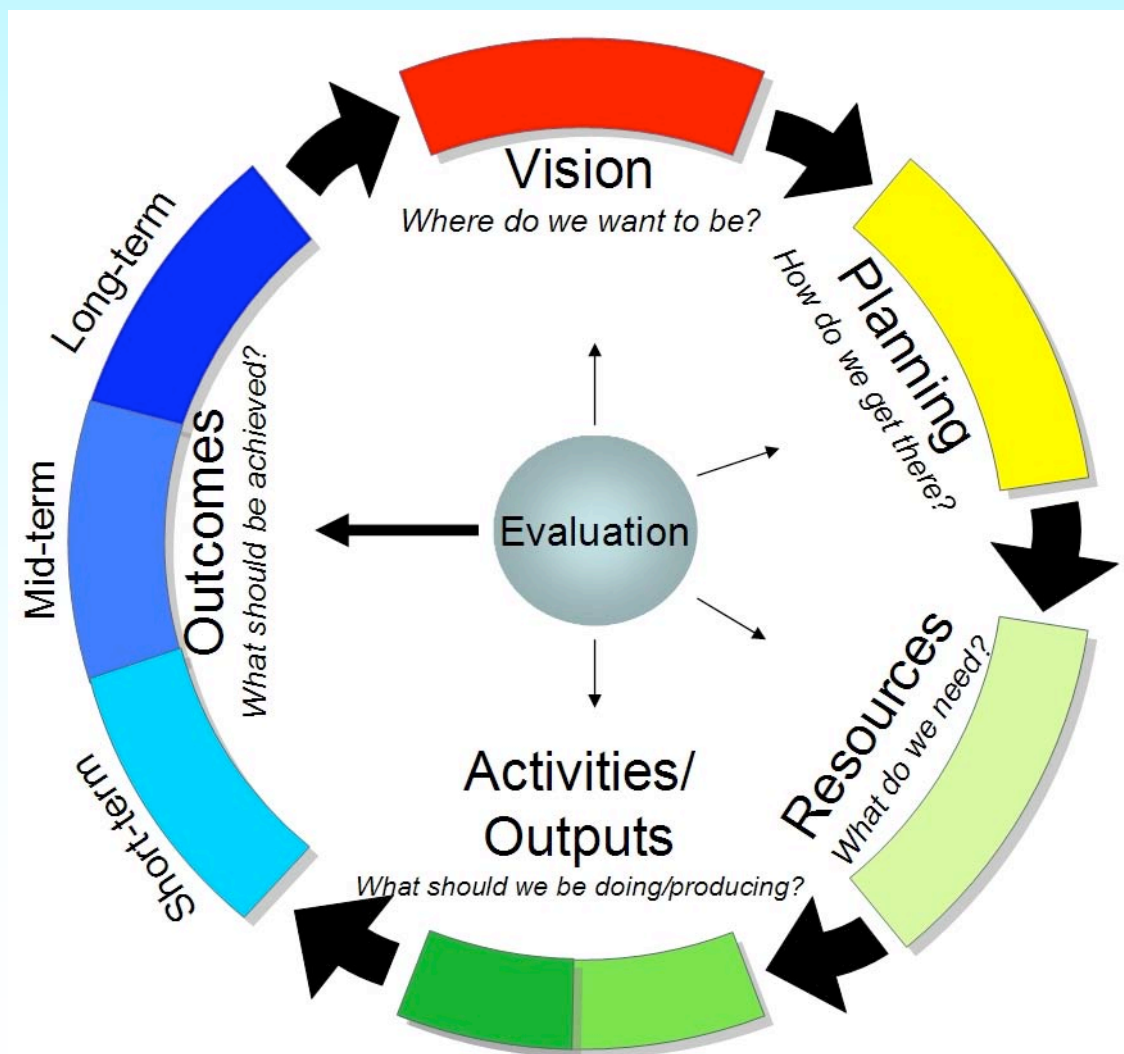 Vision
Where do we want to be?
Planning
How do we get there?
Resources
What do we need?
Activities/
Outputs
What should we be doing/producing?
Short-term
Mid-term
Long-term
Outcomes
What should be achieved?
Evaluation